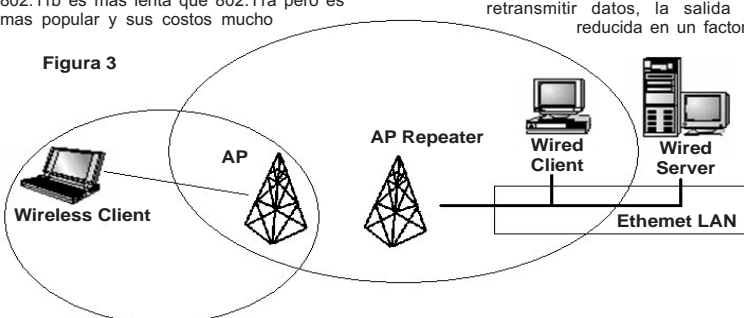 802.11b es más lenta que 802.11a pero es
mas popular y sus costos mucho
retransmitir datos, la salida
reducida en un factor
Figura 3
AP
AP Repeater
Wired
Client
Wired
Server
Wireless Client
Ethemet LAN